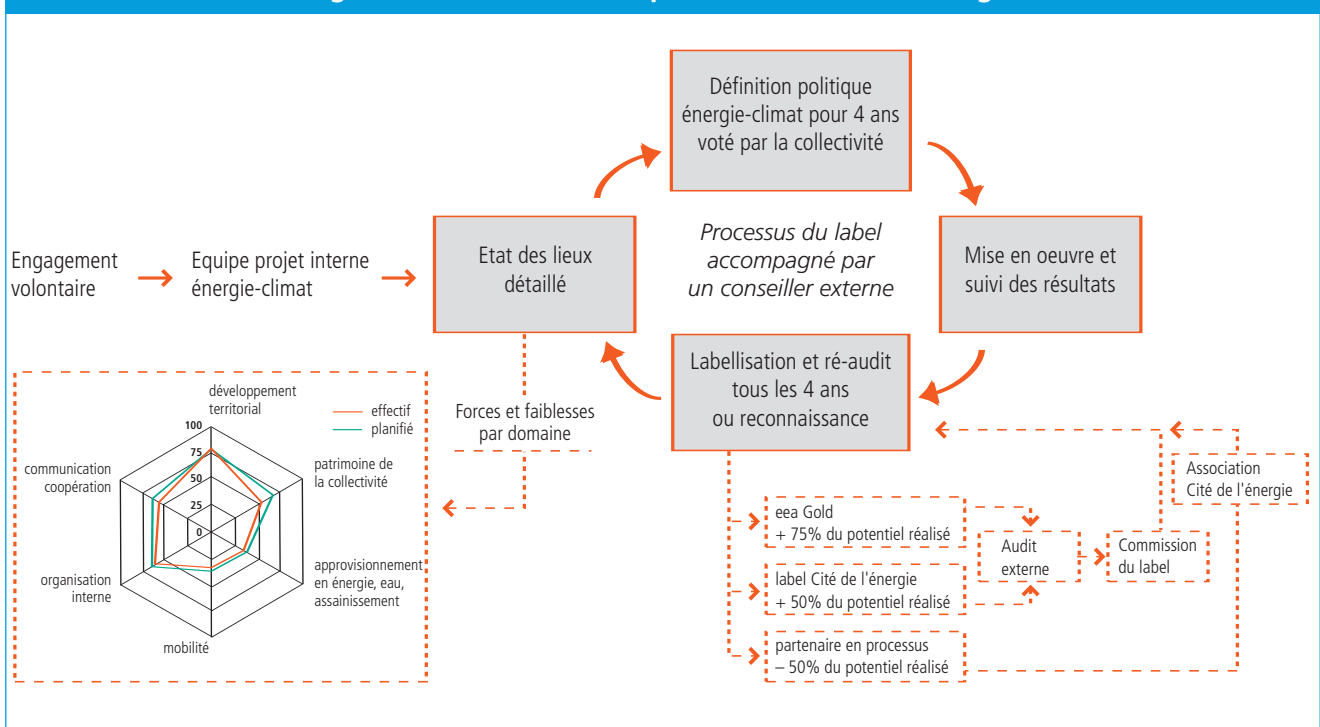 Définition politique
énergie-climat pour 4 ans
voté par la collectivité
Engagement
volontaire
Equipe projet interne
énergie-climat
Etat des lieux
détaillé
Processus du label
accompagné par
un conseiller externe
Mise en oeuvre et
suivi des résultats
Labellisation et ré-audit
tous les 4 ans
ou reconnaissance
Forces et faiblesses
par domaine
développement
territorial
effectif
planifié
100
75
50
25
0
communication
coopération
patrimoine de
la collectivité
organisation
interne
approvisionnement
en énergie, eau,
assainissement
mobilité
eea Gold
+ 75% du potentiel réalisé
label Cité de l'énergie
+ 50% du potentiel réalisé
partenaire en processus
– 50% du potentiel réalisé
Audit
externe
Commission
du label
Association
Cité de l'énergie